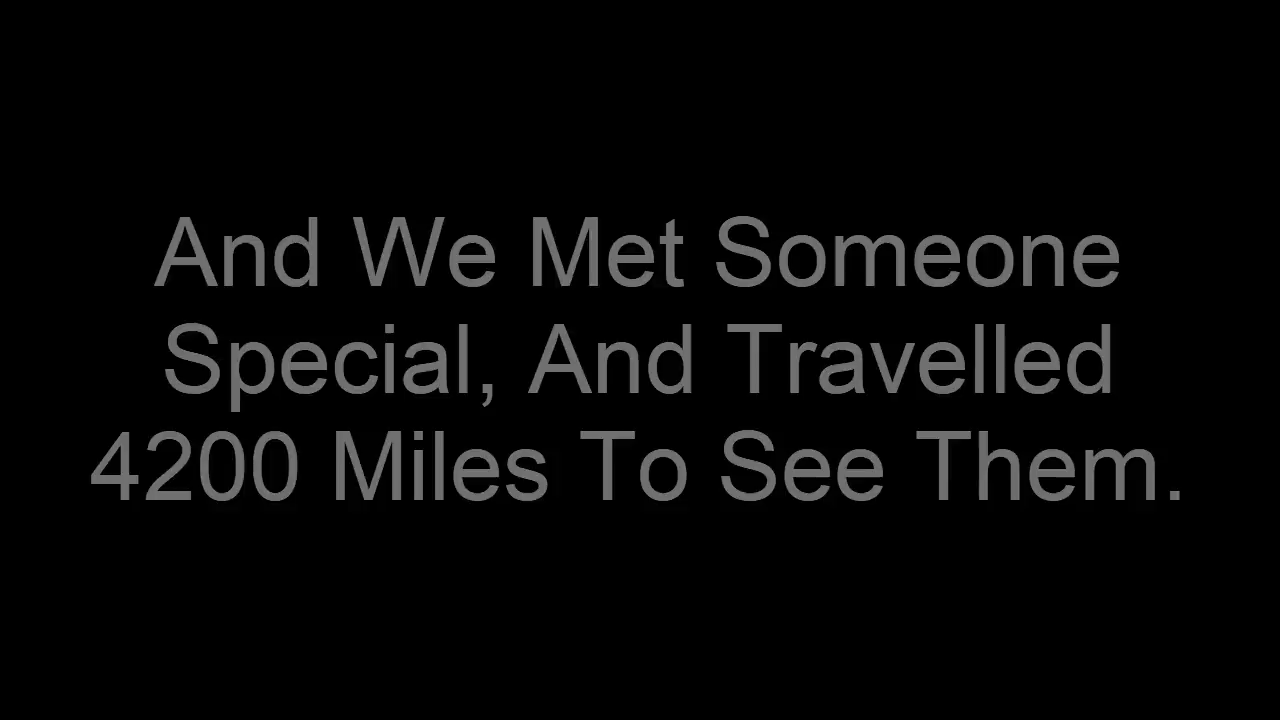 And We Met Someone
Special, And Travelled
4200 Miles To See Them.